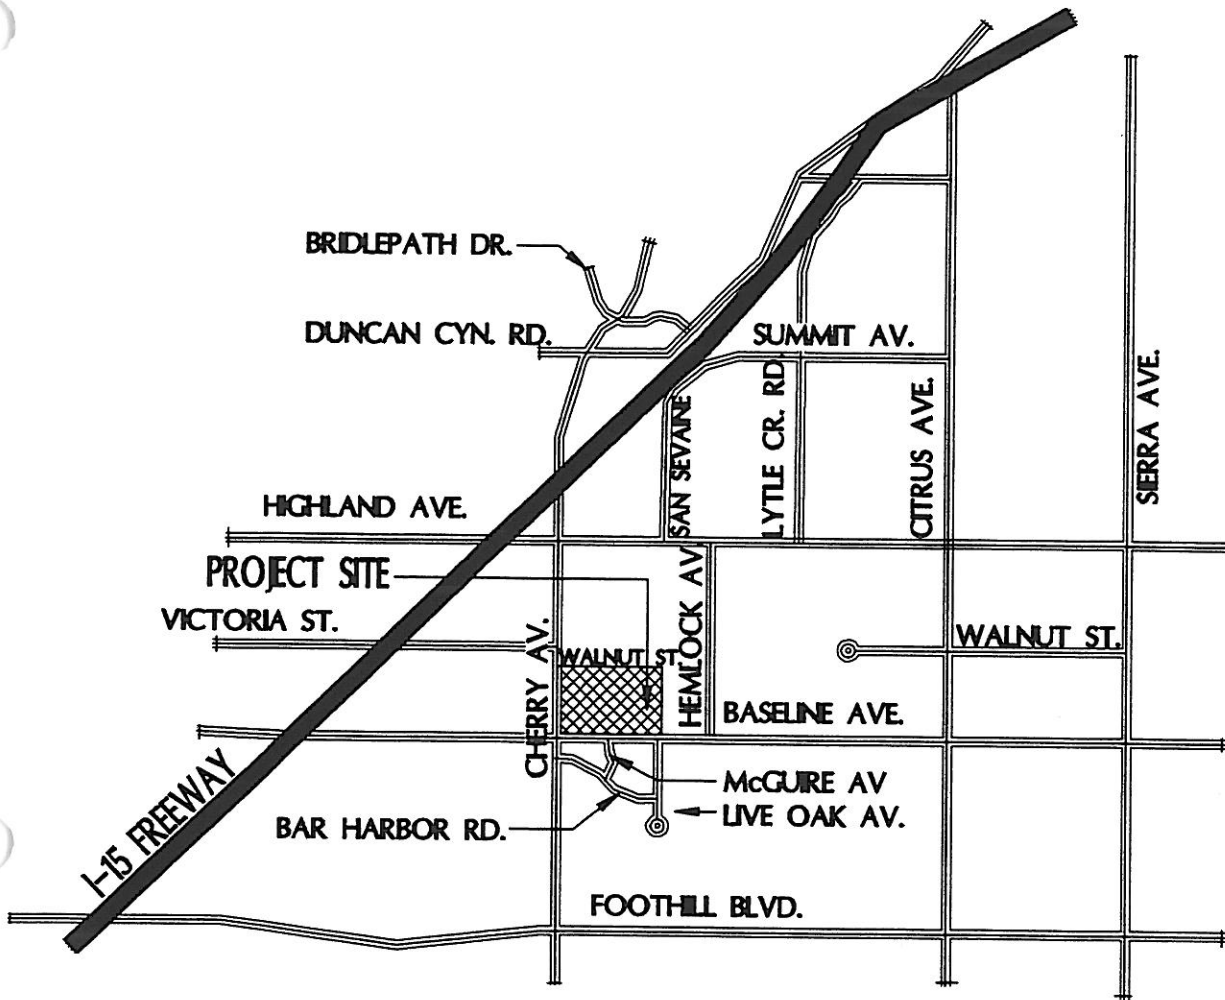 BRIDLEPATH DR.
DUNCAN CYN. RD.
SUMMIT AV.
SAN SEVAINE
LYTLE CR. RD.
CITRUS AVE.
SIERRA AVE.
HIGHLAND AVE.
PROJECT SITE
VICTORIA ST.
CHERRY AV.
WALNUT ST.
HEMLOCK AV.
WALNUT ST.
BASELINE AVE.
I-15 FREEWAY
McGUIRE AV
LIVE OAK AV.
BAR HARBOR RD.
FOOTHILL BLVD.